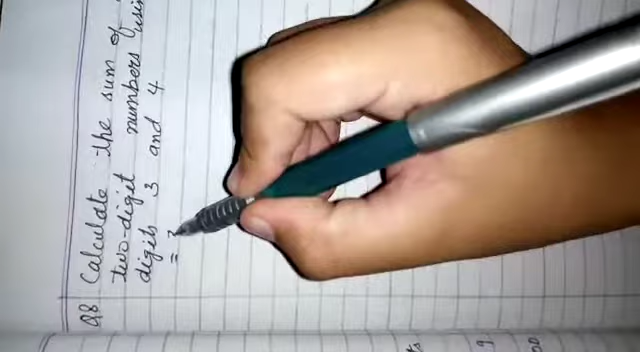 Q8 Calculate the sum of
two-digit numbers
digits 3 and 4
=